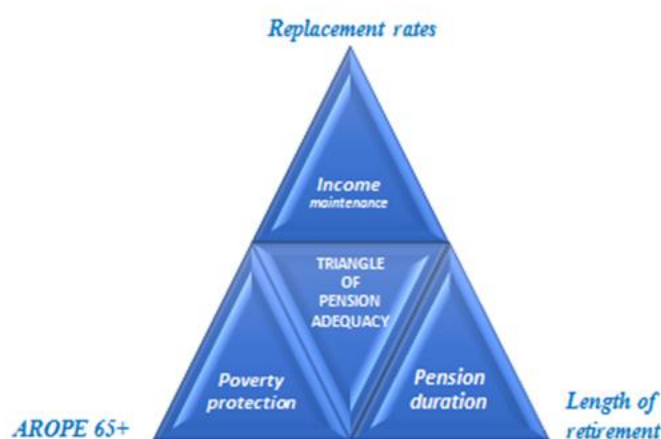 Replacement rates
Income
maintenance
TRIANGLE
OF
PENSION
ADEQUACY
Poverty
protection
Pension
duration
AROPE 65+
Length of
retirement